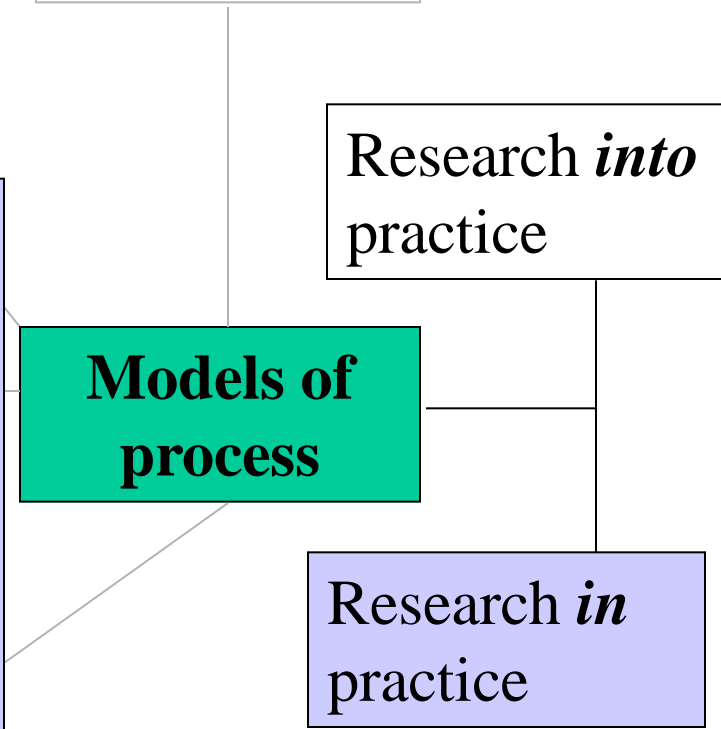 Research into
practice
Models of
process
Research in
practice